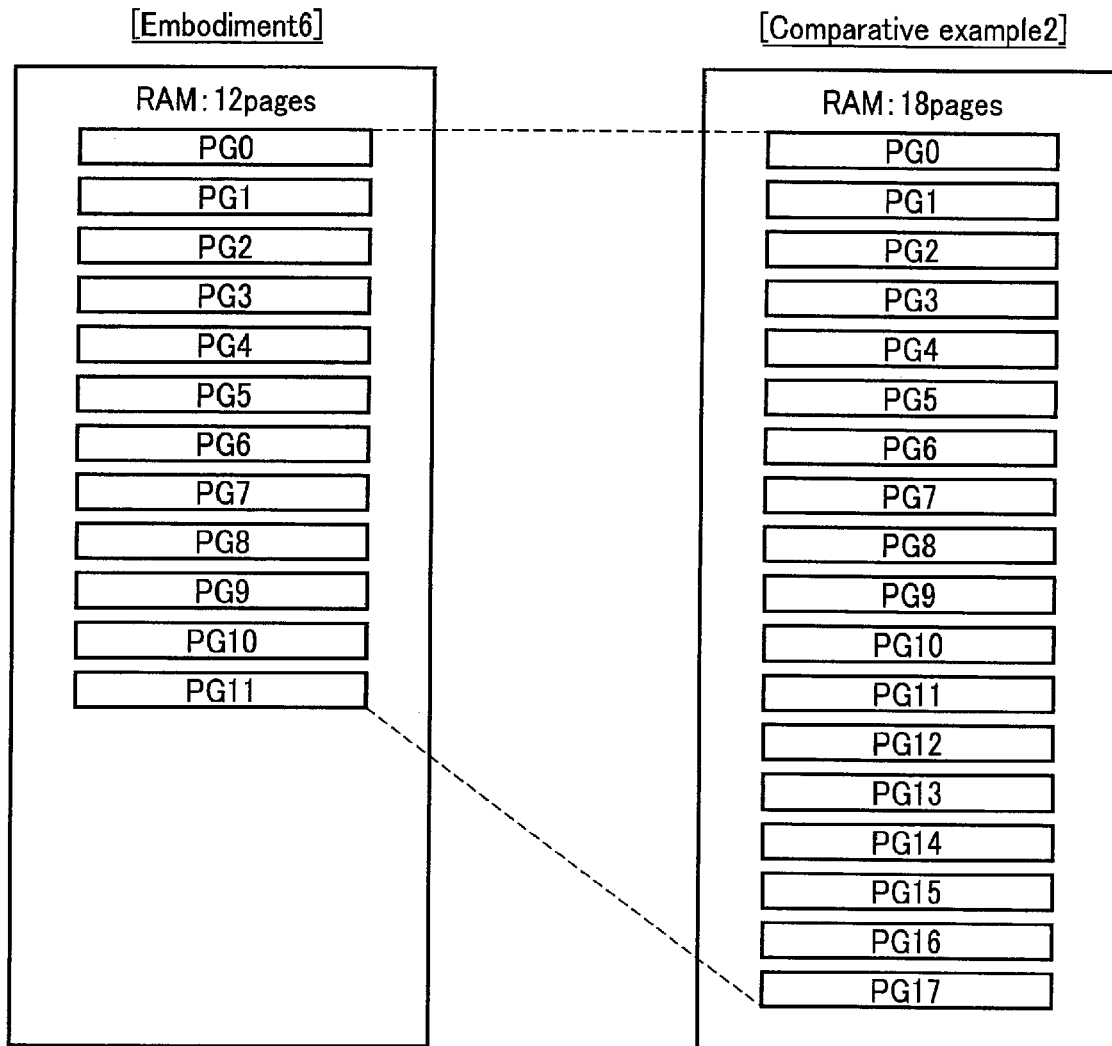 [Embodiment6]
RAM:12pages
PG0
PG1
PG2
PG3
PG4
PG5
PG6
PG7
PG8
PG9
PG10
PG11
[Comparative example2]
RAM:18pages
PG0
PG1
PG2
PG3
PG4
PG5
PG6
PG7
PG8
PG9
PG10
PG11
PG12
PG13
PG14
PG15
PG16
PG17